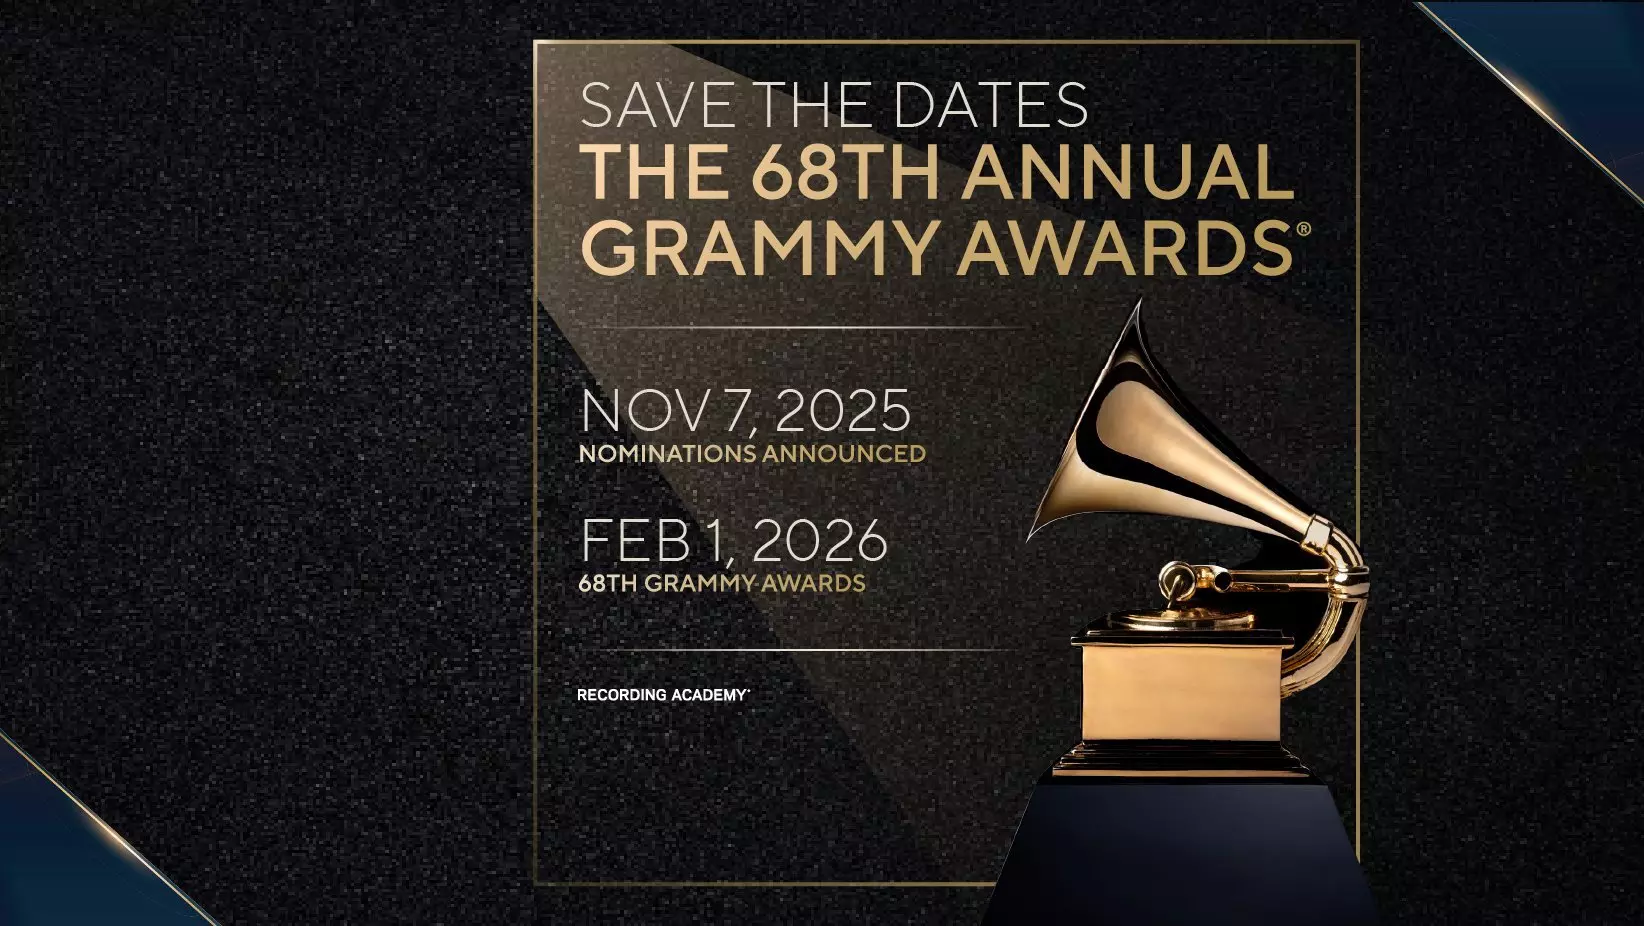 SAVE THE DATES
THE 68TH ANNUAL
GRAMMY AWARDS®
NOV 7, 2025
NOMINATIONS ANNOUNCED
FEB 1, 2026
68TH GRAMMY AWARDS
RECORDING ACADEMY®